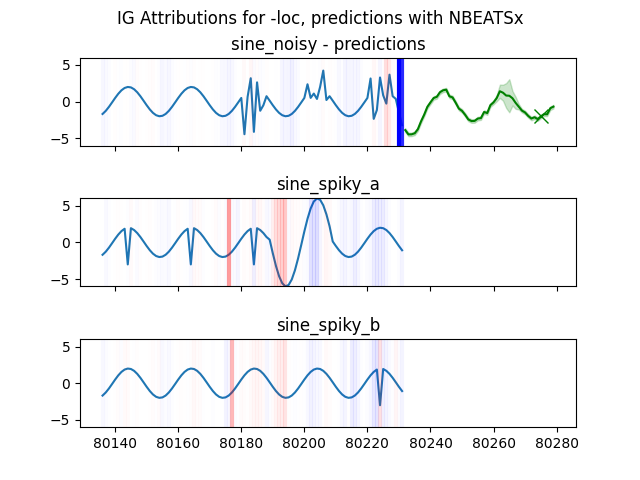 IG Attributions for -loc, predictions with NBEATSx
sine_noisy - predictions
5
0
−5
sine_spiky_a
5
0
−5
sine_spiky_b
5
0
−5
80140 80160 80180 80200 80220 80240 80260 80280